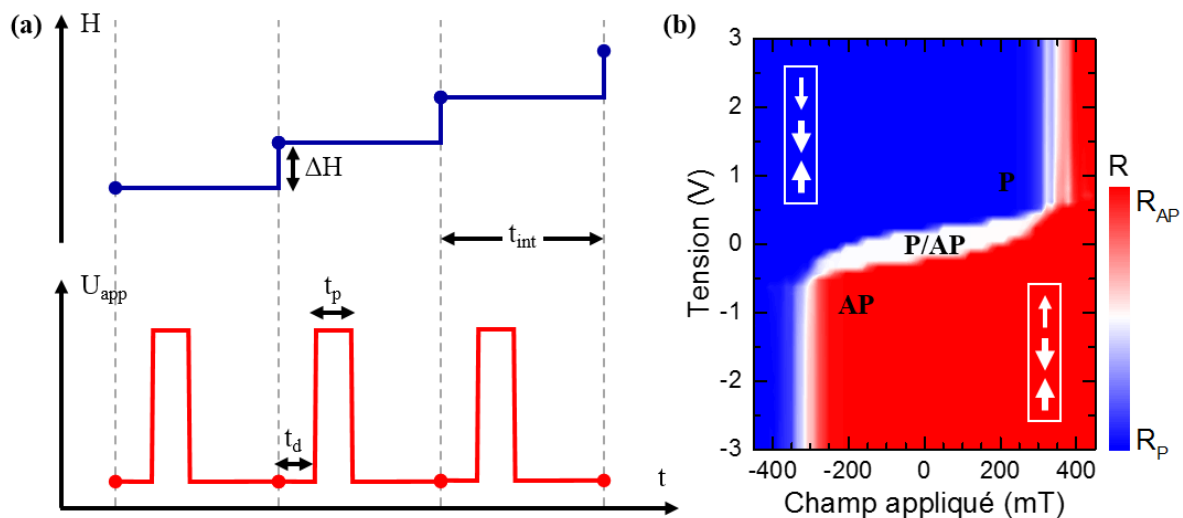 (a)
H
ΔH
t_int
U_app
t_p
t_d
t
(b)
Tension (V)
3
2
1
0
-1
-2
-3
P
P/AP
AP
-400 -200 0 200 400
Champ appliqué (mT)
R
R_AP
R_P